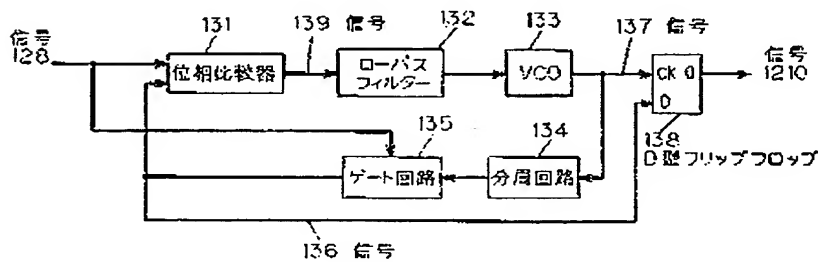 信号
128
131
位相比較器
139 信号
132
ローパス
フィルター
133
VCO
137 信号
CK Q
D
信号
1210
138
D型フリップフロップ
135
ゲート回路
134
分周回路
136 信号